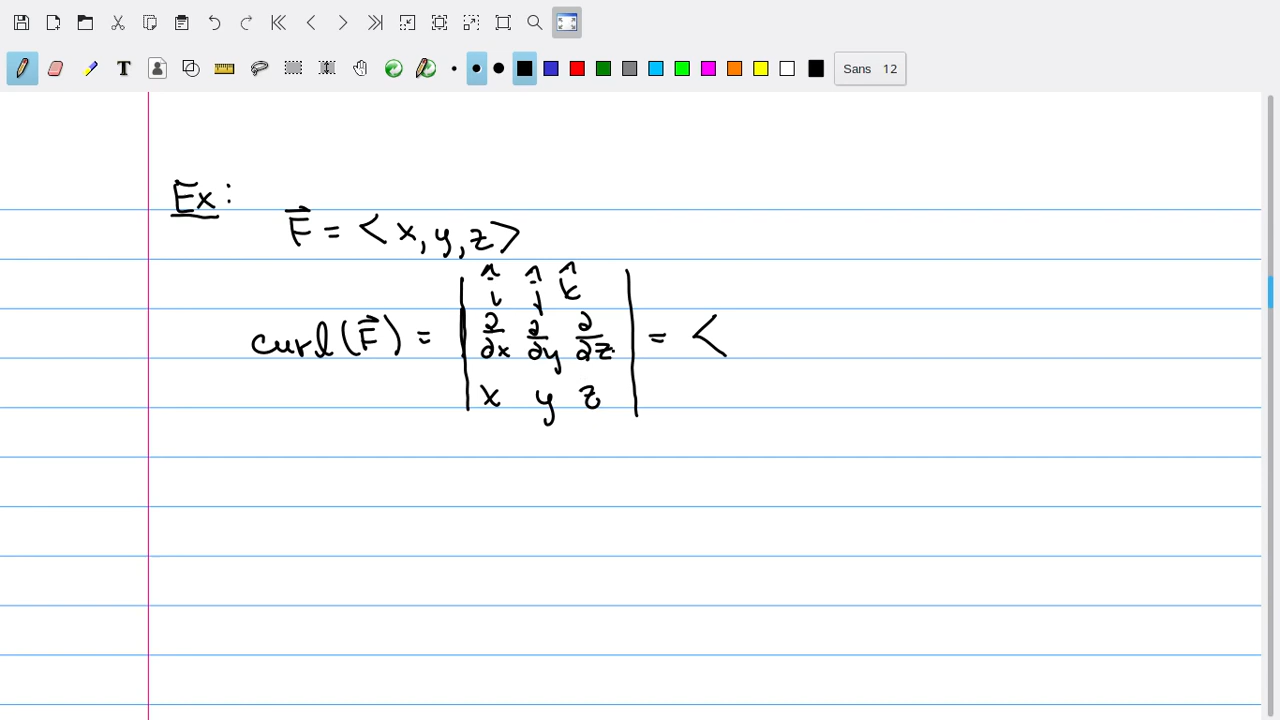 Sans 12
Ex:
F⃗ = < x, y, z >
curl(F⃗) = | î ĵ k̂ | = <
| ∂/∂x ∂/∂y ∂/∂z |
| x y z |